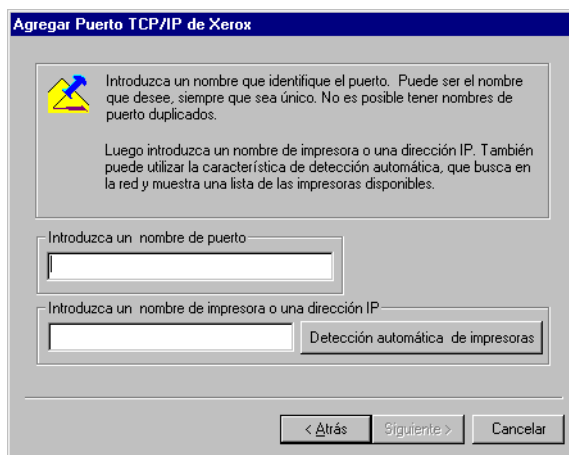 Agregar Puerto TCP/IP de Xerox
Introduzca un nombre que identifique el puerto. Puede ser el nombre
que desee, siempre que sea único. No es posible tener nombres de
puerto duplicados.
Luego introduzca un nombre de impresora o una dirección IP. También
puede utilizar la característica de detección automática, que busca en
la red y muestra una lista de las impresoras disponibles.
Introduzca un nombre de puerto
Introduzca un nombre de impresora o una dirección IP
Detección automática de impresoras
< Atrás
Siguiente >
Cancelar